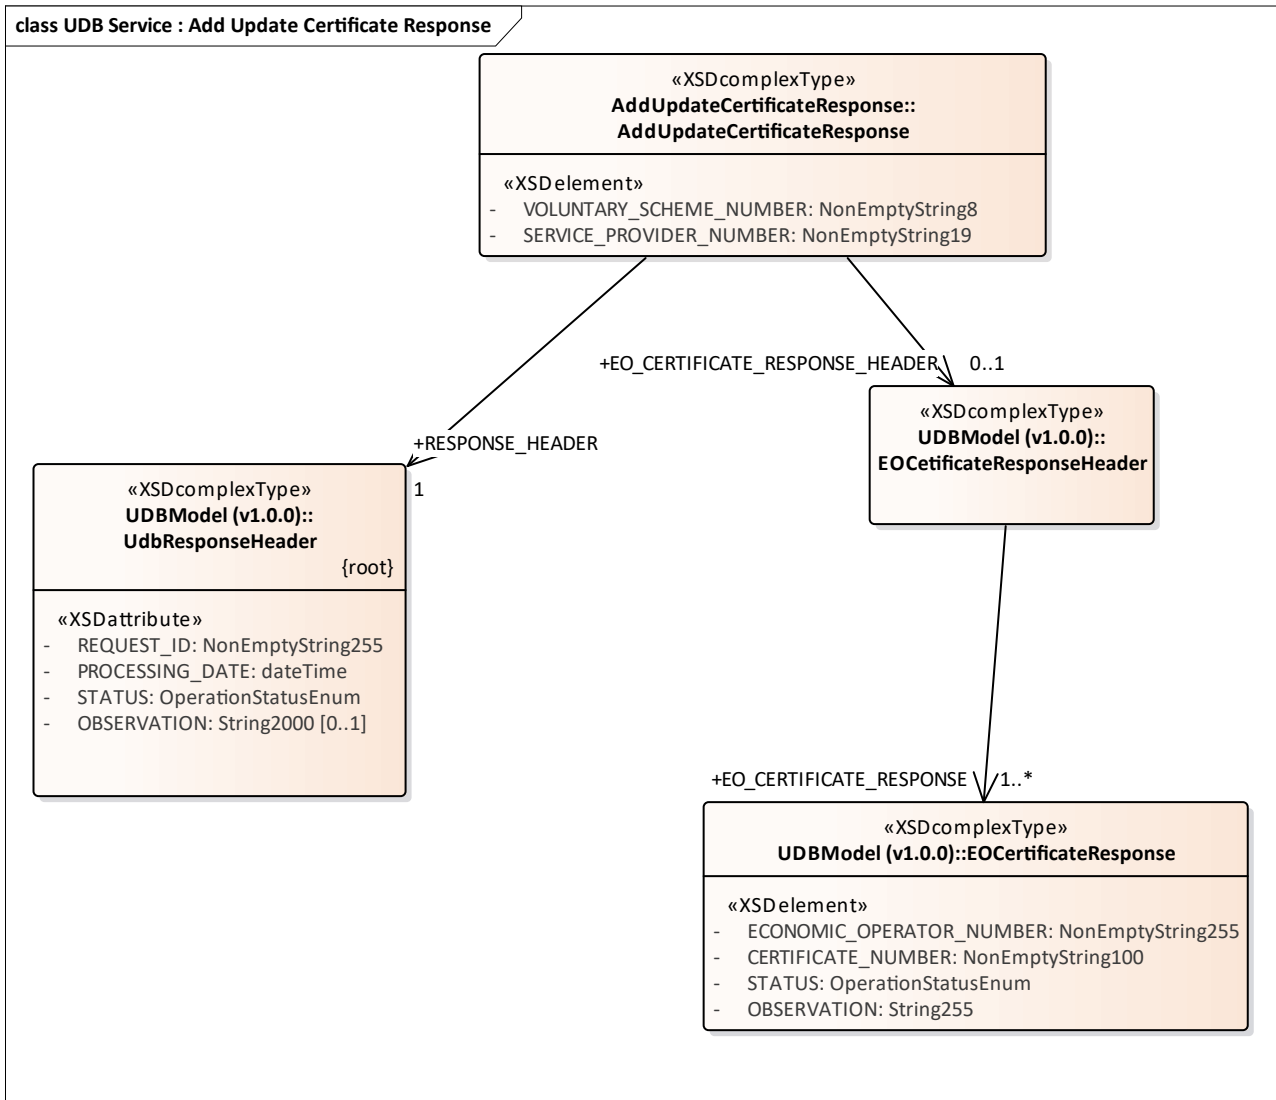 class UDB Service : Add Update Certificate Response
«XSDcomplexType»
AddUpdateCertificateResponse::
AddUpdateCertificateResponse
«XSDelement»
- VOLUNTARY_SCHEME_NUMBER: NonEmptyString8
- SERVICE_PROVIDER_NUMBER: NonEmptyString19
+EO_CERTIFICATE_RESPONSE_HEADER 0..1
«XSDcomplexType»
UDBModel (v1.0.0)::
EOCetificateResponseHeader
+RESPONSE_HEADER
1
«XSDcomplexType»
UDBModel (v1.0.0)::
UdbResponseHeader
{root}
«XSDattribute»
- REQUEST_ID: NonEmptyString255
- PROCESSING_DATE: dateTime
- STATUS: OperationStatusEnum
- OBSERVATION: String2000 [0..1]
+EO_CERTIFICATE_RESPONSE 1..*
«XSDcomplexType»
UDBModel (v1.0.0)::EOCertificateResponse
«XSDelement»
- ECONOMIC_OPERATOR_NUMBER: NonEmptyString255
- CERTIFICATE_NUMBER: NonEmptyString100
- STATUS: OperationStatusEnum
- OBSERVATION: String255